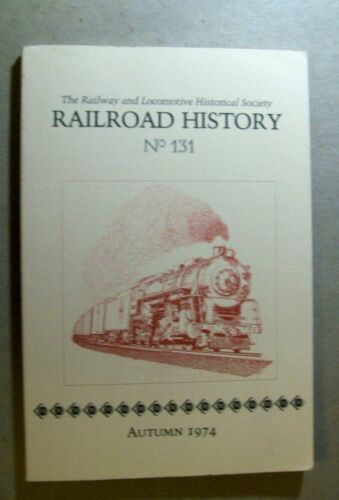 The Railway and Locomotive Historical Society
RAILROAD HISTORY
Nº 131
AUTUMN 1974